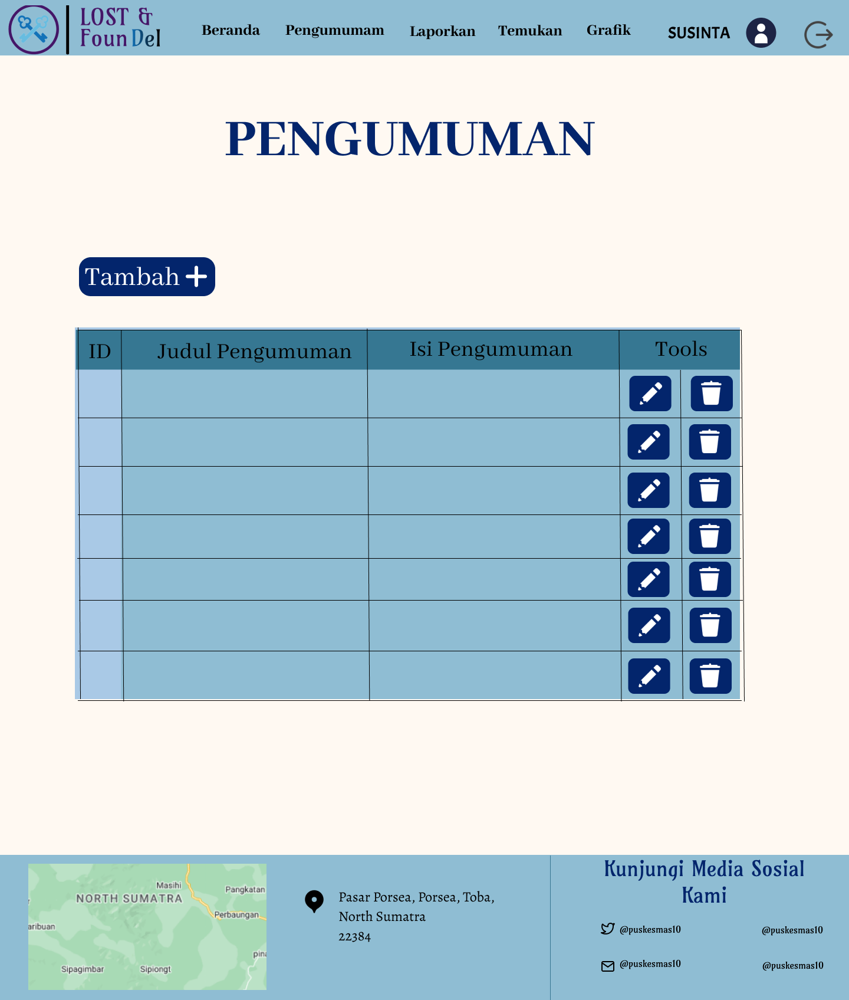 LOST &
FounDel
Beranda
Pengumumam
Laporkan
Temukan
Grafik
SUSINTA
PENGUMUMAN
Tambah
ID
Judul Pengumuman
Isi Pengumuman
Tools
Masihi
Pangkatan
NORTH SUMATRA
Perbaungan
aribuan
pina
Sipagimbar
Sipiongt
Pasar Porsea, Porsea, Toba,
North Sumatra
22384
Kunjungi Media Sosial
Kami
@puskesmas10
@puskesmas10
@puskesmas10
@puskesmas10